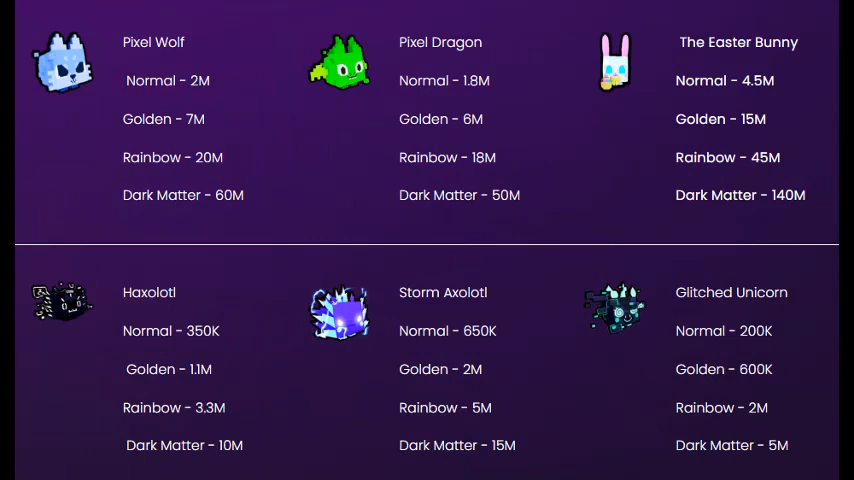 Pixel Wolf
Normal - 2M
Golden - 7M
Rainbow - 20M
Dark Matter - 60M
Pixel Dragon
Normal - 1.8M
Golden - 6M
Rainbow - 18M
Dark Matter - 50M
The Easter Bunny
Normal - 4.5M
Golden - 15M
Rainbow - 45M
Dark Matter - 140M
Haxolotl
Normal - 350K
Golden - 1.1M
Rainbow - 3.3M
Dark Matter - 10M
Storm Axolotl
Normal - 650K
Golden - 2M
Rainbow - 5M
Dark Matter - 15M
Glitched Unicorn
Normal - 200K
Golden - 600K
Rainbow - 2M
Dark Matter - 5M